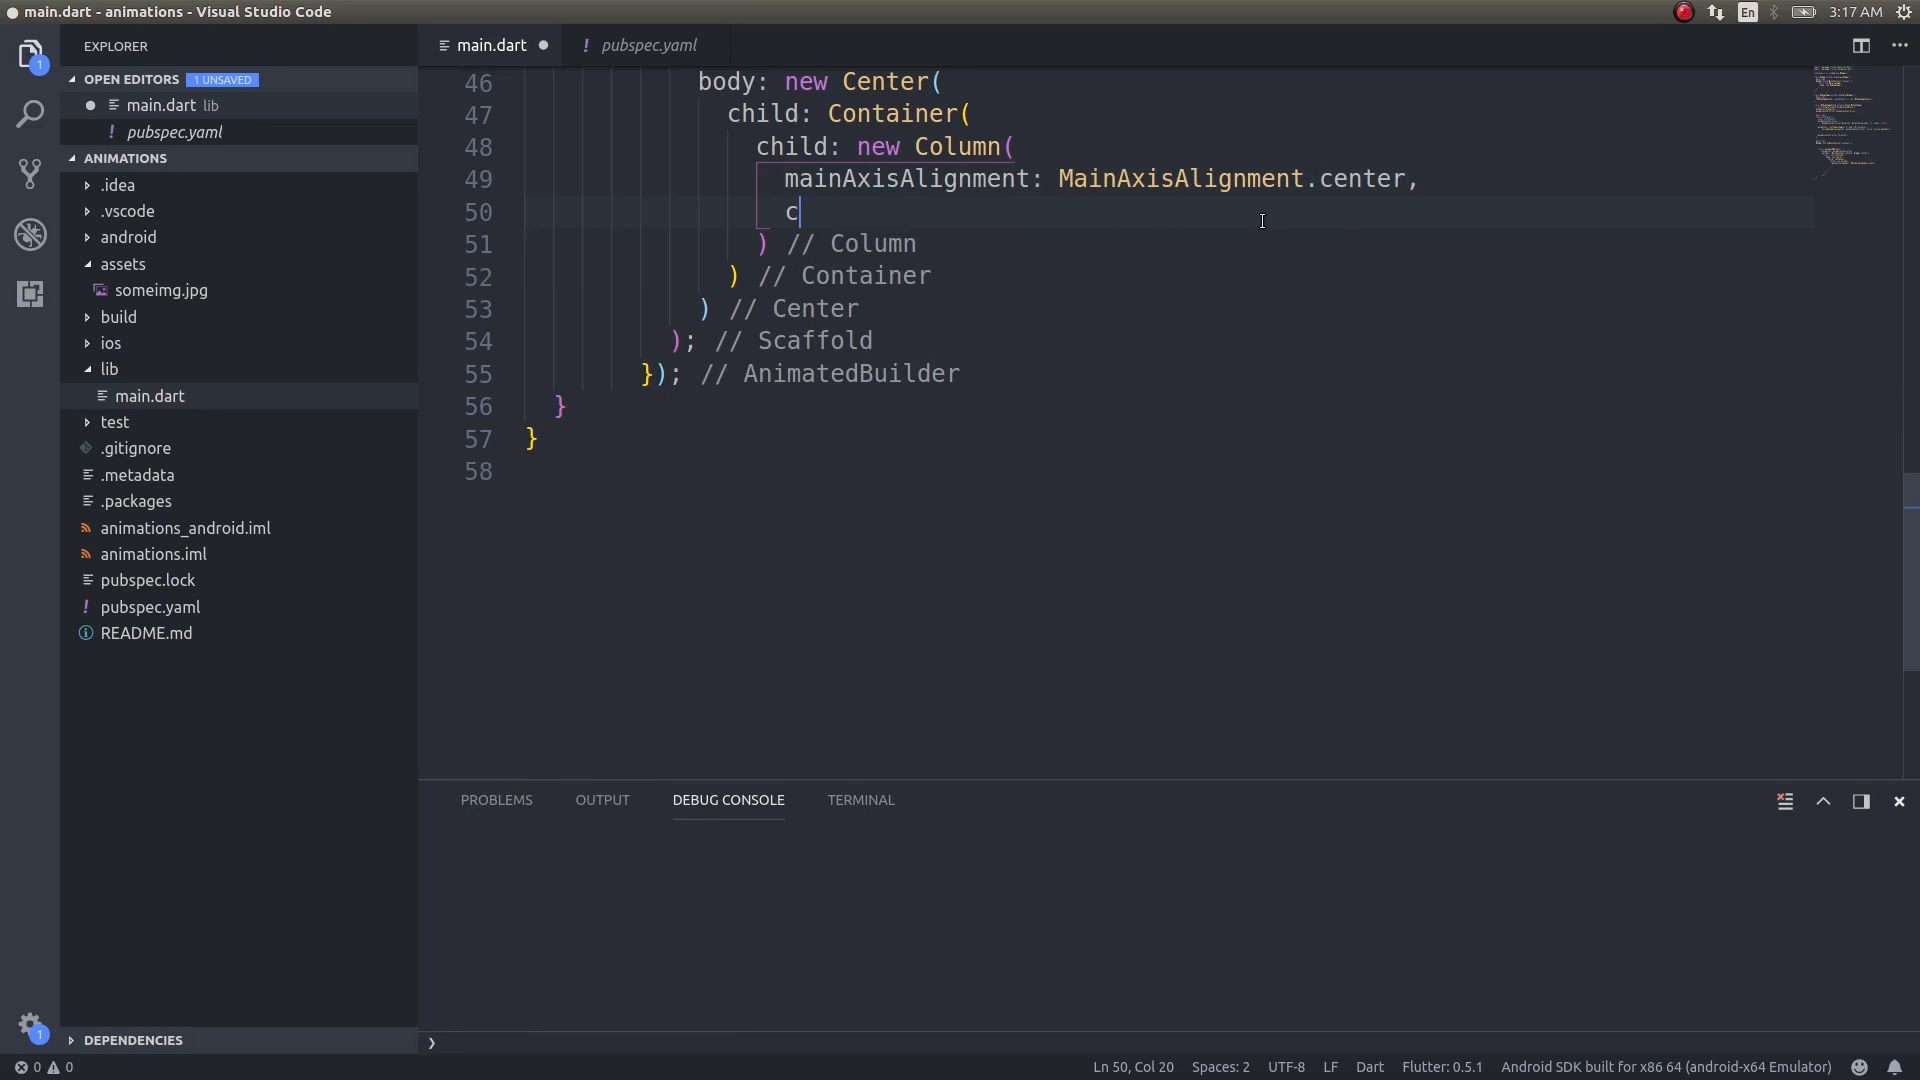 main.dart - animations - Visual Studio Code
En
3:17 AM
EXPLORER
1
OPEN EDITORS 1 UNSAVED
main.dart lib
! pubspec.yaml
ANIMATIONS
.idea
.vscode
android
assets
someimg.jpg
build
ios
lib
main.dart
test
.gitignore
.metadata
.packages
animations_android.iml
animations.iml
pubspec.lock
! pubspec.yaml
README.md
1
DEPENDENCIES
main.dart
! pubspec.yaml
46 body: new Center(
47 child: Container(
48 child: new Column(
49 mainAxisAlignment: MainAxisAlignment.center,
50 c
51 ) // Column
52 ) // Container
53 ) // Center
54 ); // Scaffold
55 }); // AnimatedBuilder
56 }
57 }
58
PROBLEMS OUTPUT DEBUG CONSOLE TERMINAL
❯
0 0
Ln 50, Col 20 Spaces: 2 UTF-8 LF Dart Flutter: 0.5.1 Android SDK built for x86 64 (android-x64 Emulator)